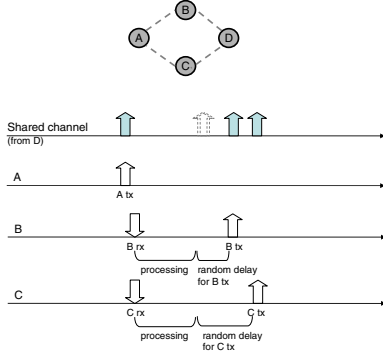 B
A
D
C
Shared channel
(from D)
A
A tx
B
B rx
B tx
processing
random delay
for B tx
C
C rx
C tx
processing
random delay
for C tx